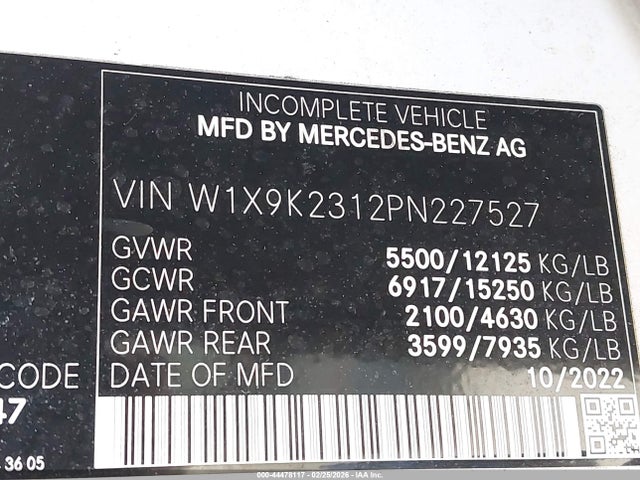 INCOMPLETE VEHICLE
MFD BY MERCEDES-BENZ AG
VIN W1X9K2312PN227527
GVWR 5500/12125 KG/LB
GCWR 6917/15250 KG/LB
GAWR FRONT 2100/4630 KG/LB
GAWR REAR 3599/7935 KG/LB
CODE DATE OF MFD 10/2022
47
3605
000-44478117 - 02/25/2026 - IAA Inc.